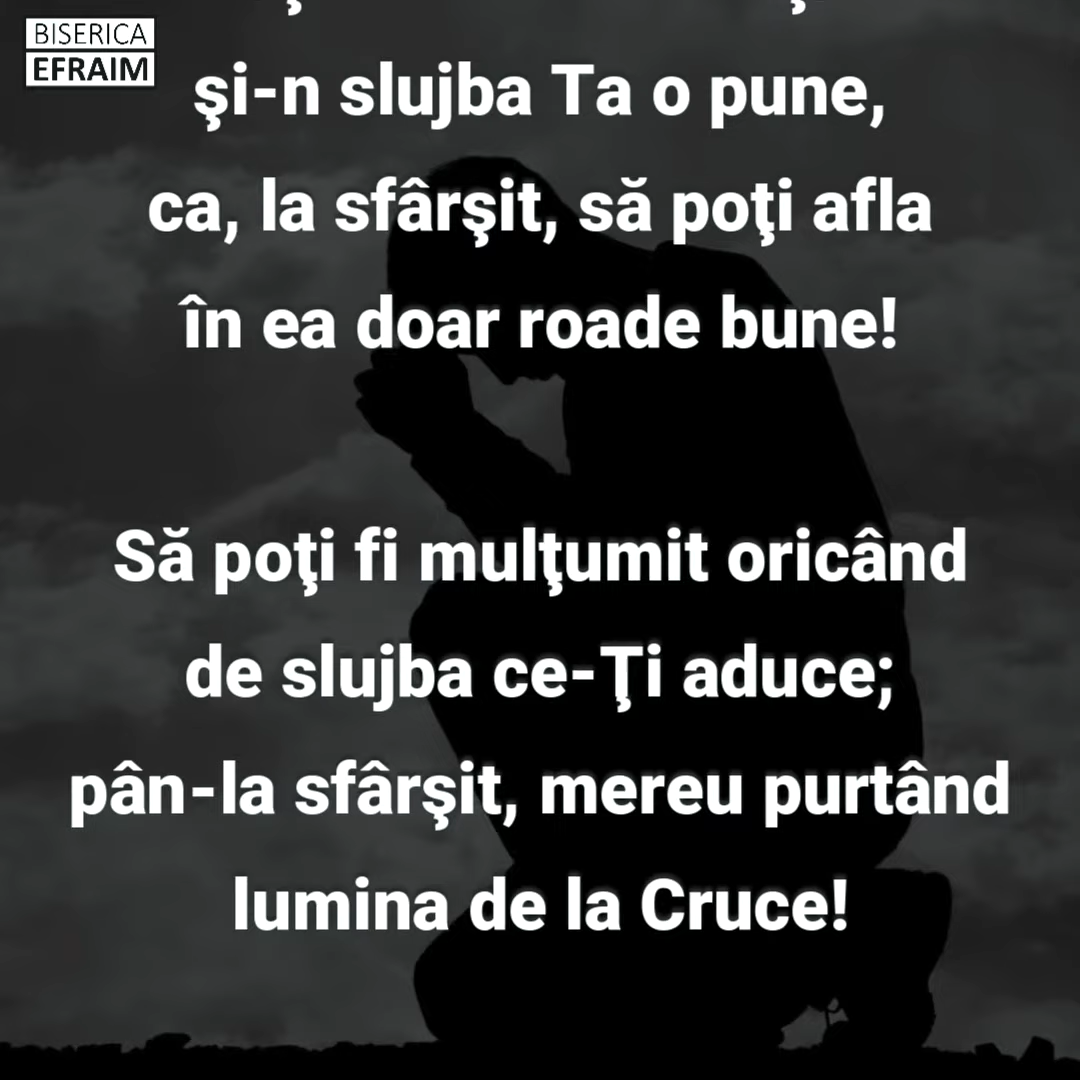 BISERICA
EFRAIM
şi-n slujba Ta o pune,
ca, la sfârşit, să poţi afla
în ea doar roade bune!
Să poţi fi mulţumit oricând
de slujba ce-Ţi aduce;
pân-la sfârşit, mereu purtând
lumina de la Cruce!